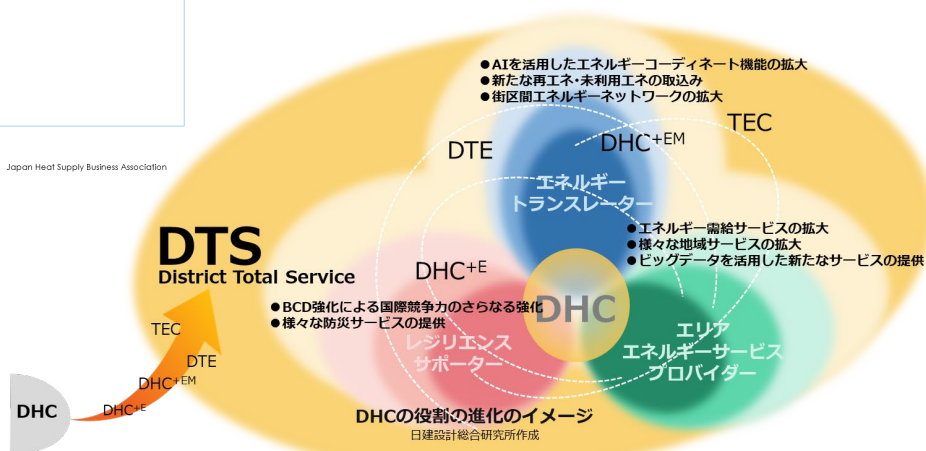 ●AIを活用したエネルギーコーディネート機能の拡大
●新たな再エネ・未利用エネの取込み
●街区間エネルギーネットワークの拡大
TEC
DHC+EM
DTE
Japan Heat Supply Business Association
エネルギー
トランスレーター
●エネルギー需給サービスの拡大
●様々な地域サービスの拡大
●ビッグデータを活用した新たなサービスの提供
DTS
District Total Service
DHC+E
●BCD強化による国際競争力のさらなる強化
●様々な防災サービスの提供
DHC
レジリエンス
サポーター
エリア
エネルギーサービス
プロバイダー
TEC
DTE
DHC+EM
DHC+E
DHC
DHCの役割の進化のイメージ
日建設計総合研究所作成